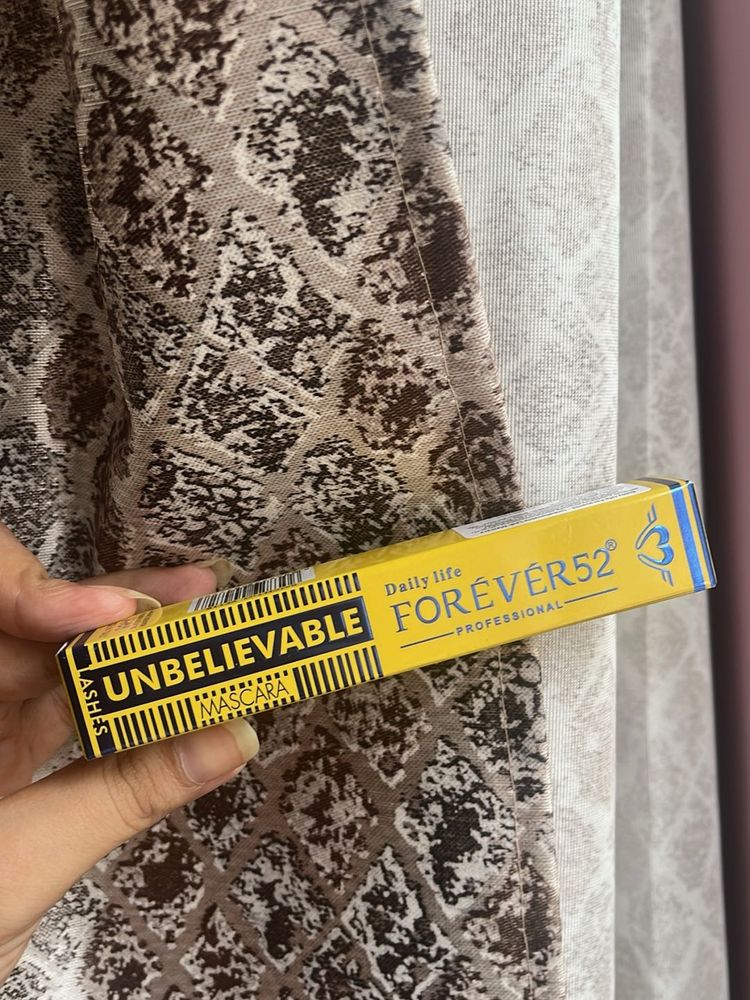 LASHES
UNBELIEVABLE
MASCARA
Daily life
FORÉVÉR52®
PROFESSIONAL